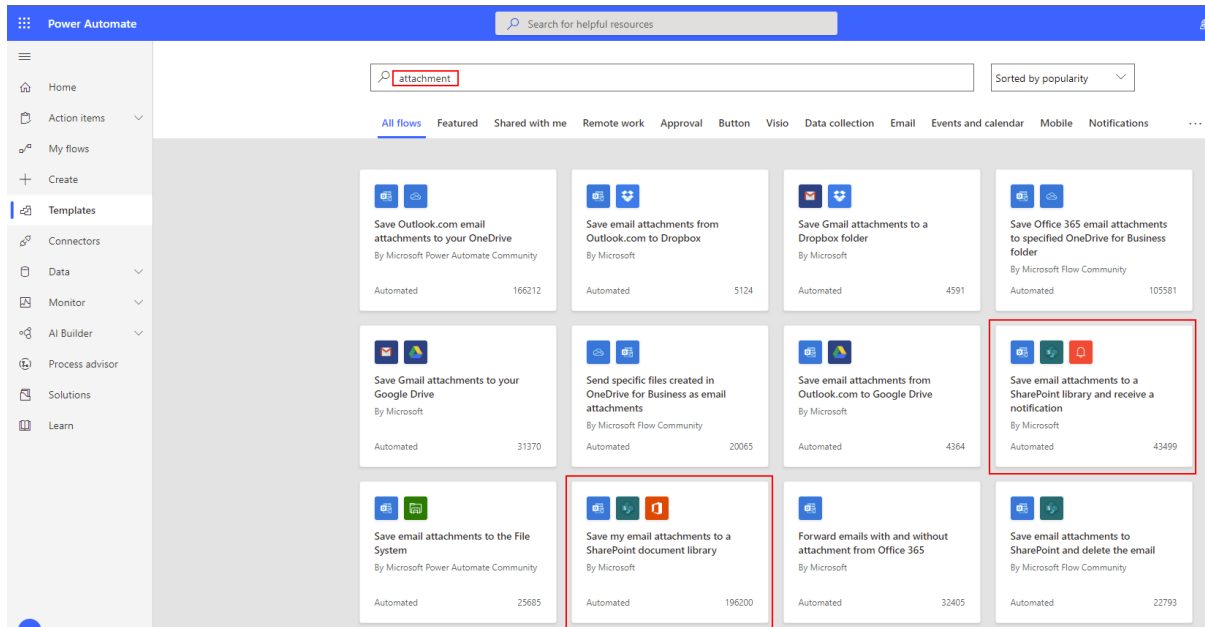 Power Automate
Search for helpful resources
attachment
Sorted by popularity
Home
Action items
My flows
Create
Templates
Connectors
Data
Monitor
AI Builder
Process advisor
Solutions
Learn
All flows Featured Shared with me Remote work Approval Button Visio Data collection Email Events and calendar Mobile Notifications ...
Save Outlook.com email
attachments to your OneDrive
By Microsoft Power Automate Community
Automated 166212
Save email attachments from
Outlook.com to Dropbox
By Microsoft
Automated 5124
Save Gmail attachments to a
Dropbox folder
By Microsoft
Automated 4591
Save Office 365 email attachments
to specified OneDrive for Business
folder
By Microsoft Flow Community
Automated 105581
Save Gmail attachments to your
Google Drive
By Microsoft
Automated 31370
Send specific files created in
OneDrive for Business as email
attachments
By Microsoft Flow Community
Automated 20065
Save email attachments from
Outlook.com to Google Drive
By Microsoft
Automated 4364
Save email attachments to a
SharePoint library and receive a
notification
By Microsoft
Automated 43499
Save email attachments to the File
System
By Microsoft Power Automate Community
Automated 25685
Save my email attachments to a
SharePoint document library
By Microsoft
Automated 196200
Forward emails with and without
attachment from Office 365
By Microsoft
Automated 32405
Save email attachments to
SharePoint and delete the email
By Microsoft Flow Community
Automated 22793